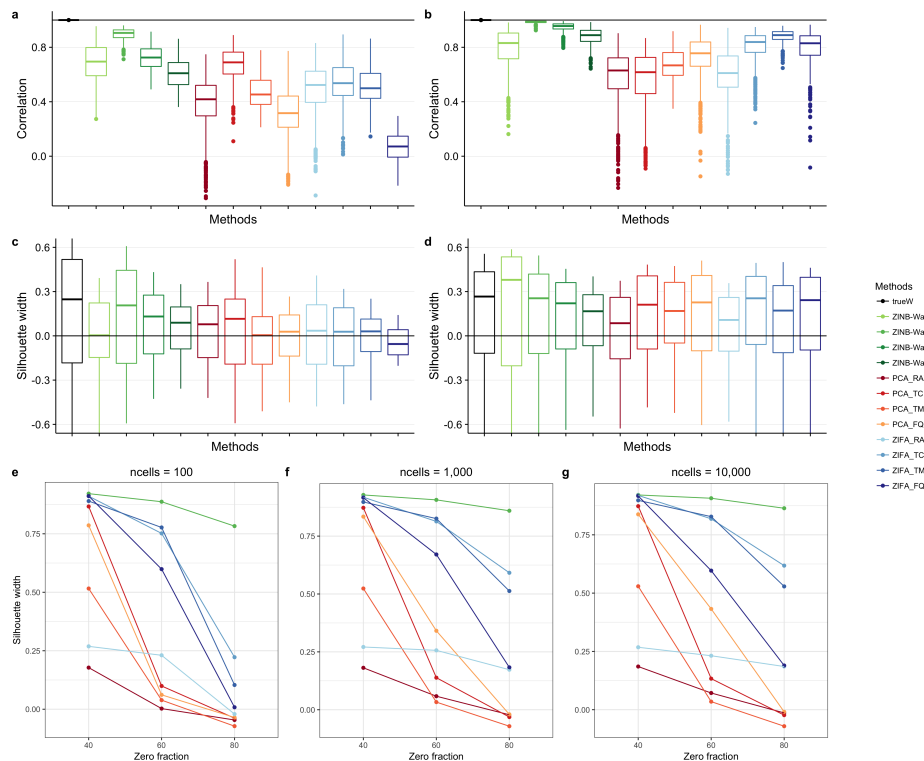 a
b
0.8
0.4
0.0
Correlation
Methods
0.8
0.4
0.0
Correlation
Methods
c
d
0.6
0.3
0.0
-0.3
-0.6
Silhouette width
Methods
0.6
0.3
0.0
-0.3
-0.6
Silhouette width
Methods
Methods
trueW
ZINB-Wa
ZINB-Wa
ZINB-Wa
ZINB-Wa
PCA_RA
PCA_TC
PCA_TM
PCA_FQ
ZIFA_RA
ZIFA_TC
ZIFA_TM
ZIFA_FQ
e
ncells = 100
f
ncells = 1,000
g
ncells = 10,000
0.75
0.50
0.25
0.00
Silhouette width
40
60
80
Zero fraction
0.75
0.50
0.25
0.00
40
60
80
Zero fraction
0.75
0.50
0.25
0.00
40
60
80
Zero fraction